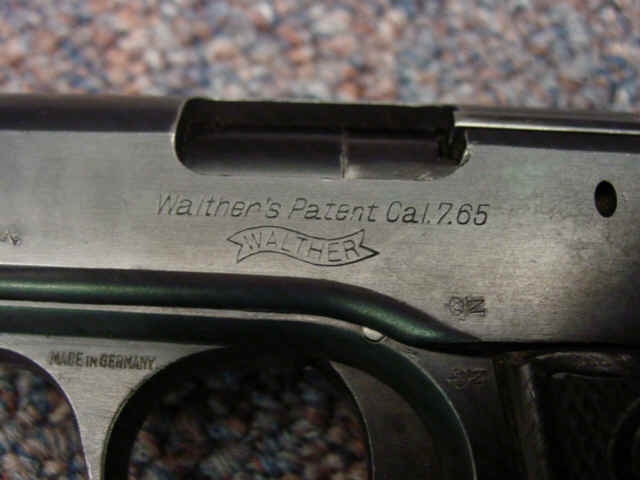 Walther's Patent Cal.7.65
WALTHER
MADE IN GERMANY